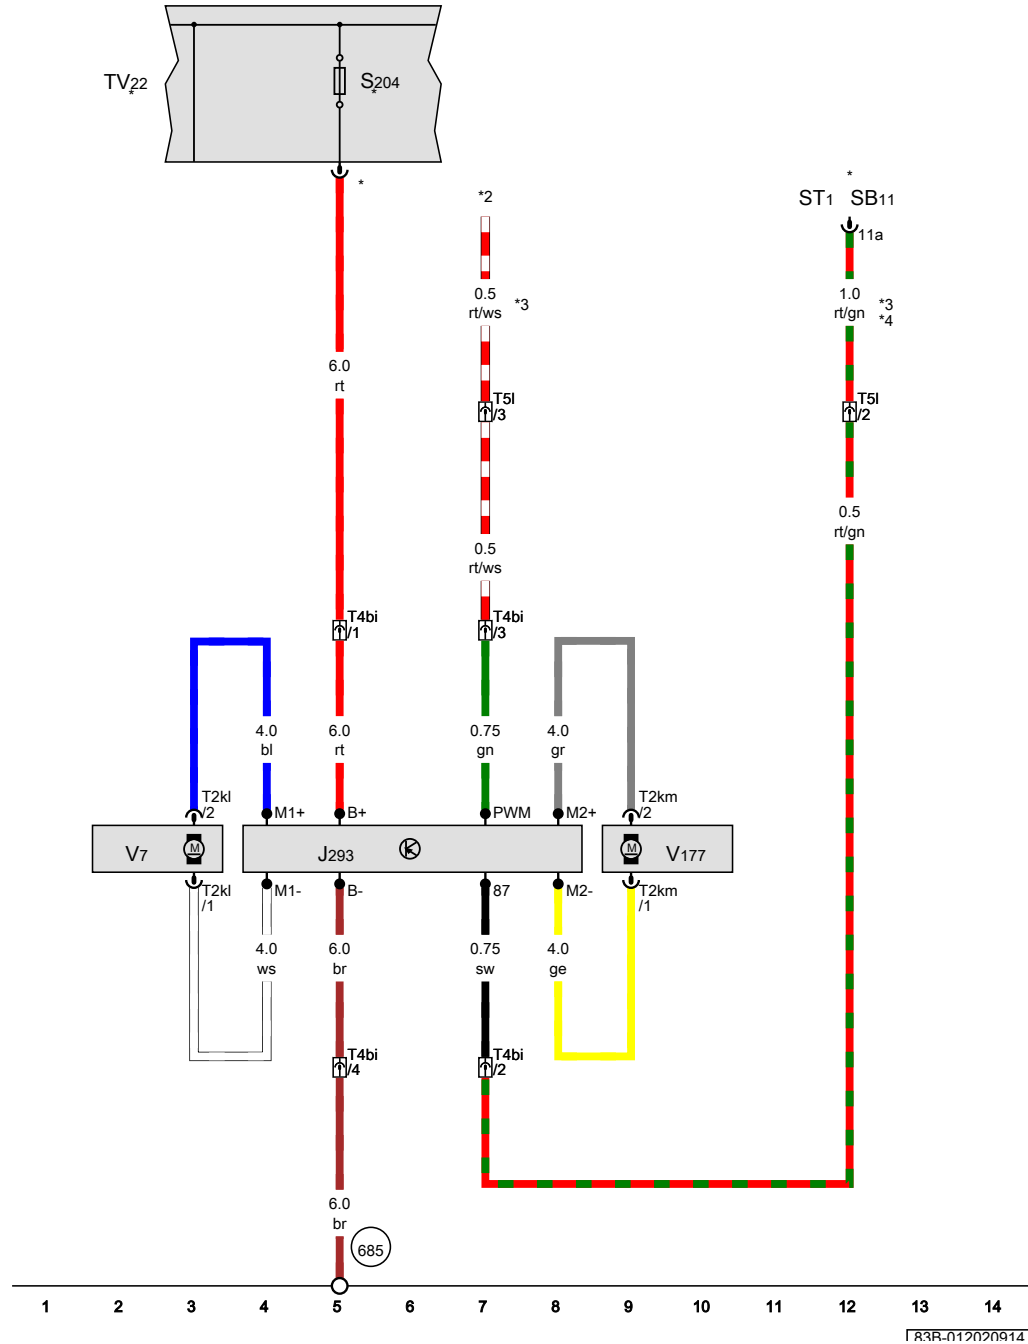 TV22
*
S204
*
*
*2
*
ST1 SB11
11a
0.5
rt/ws
*3
1.0
rt/gn
*3
*4
6.0
rt
T5l
/3
T5l
/2
0.5
rt/gn
0.5
rt/ws
T4bi
/1
T4bi
/3
4.0
bl
6.0
rt
0.75
gn
4.0
gr
T2kl
/2
M1+
B+
PWM
M2+
T2km
/2
V7
M
J293
M
V177
T2kl
/1
M1-
B-
87
M2-
T2km
/1
4.0
ws
6.0
br
0.75
sw
4.0
ge
T4bi
/4
T4bi
/2
6.0
br
685
1 2 3 4 5 6 7 8 9 10 11 12 13 14
83B-012020914